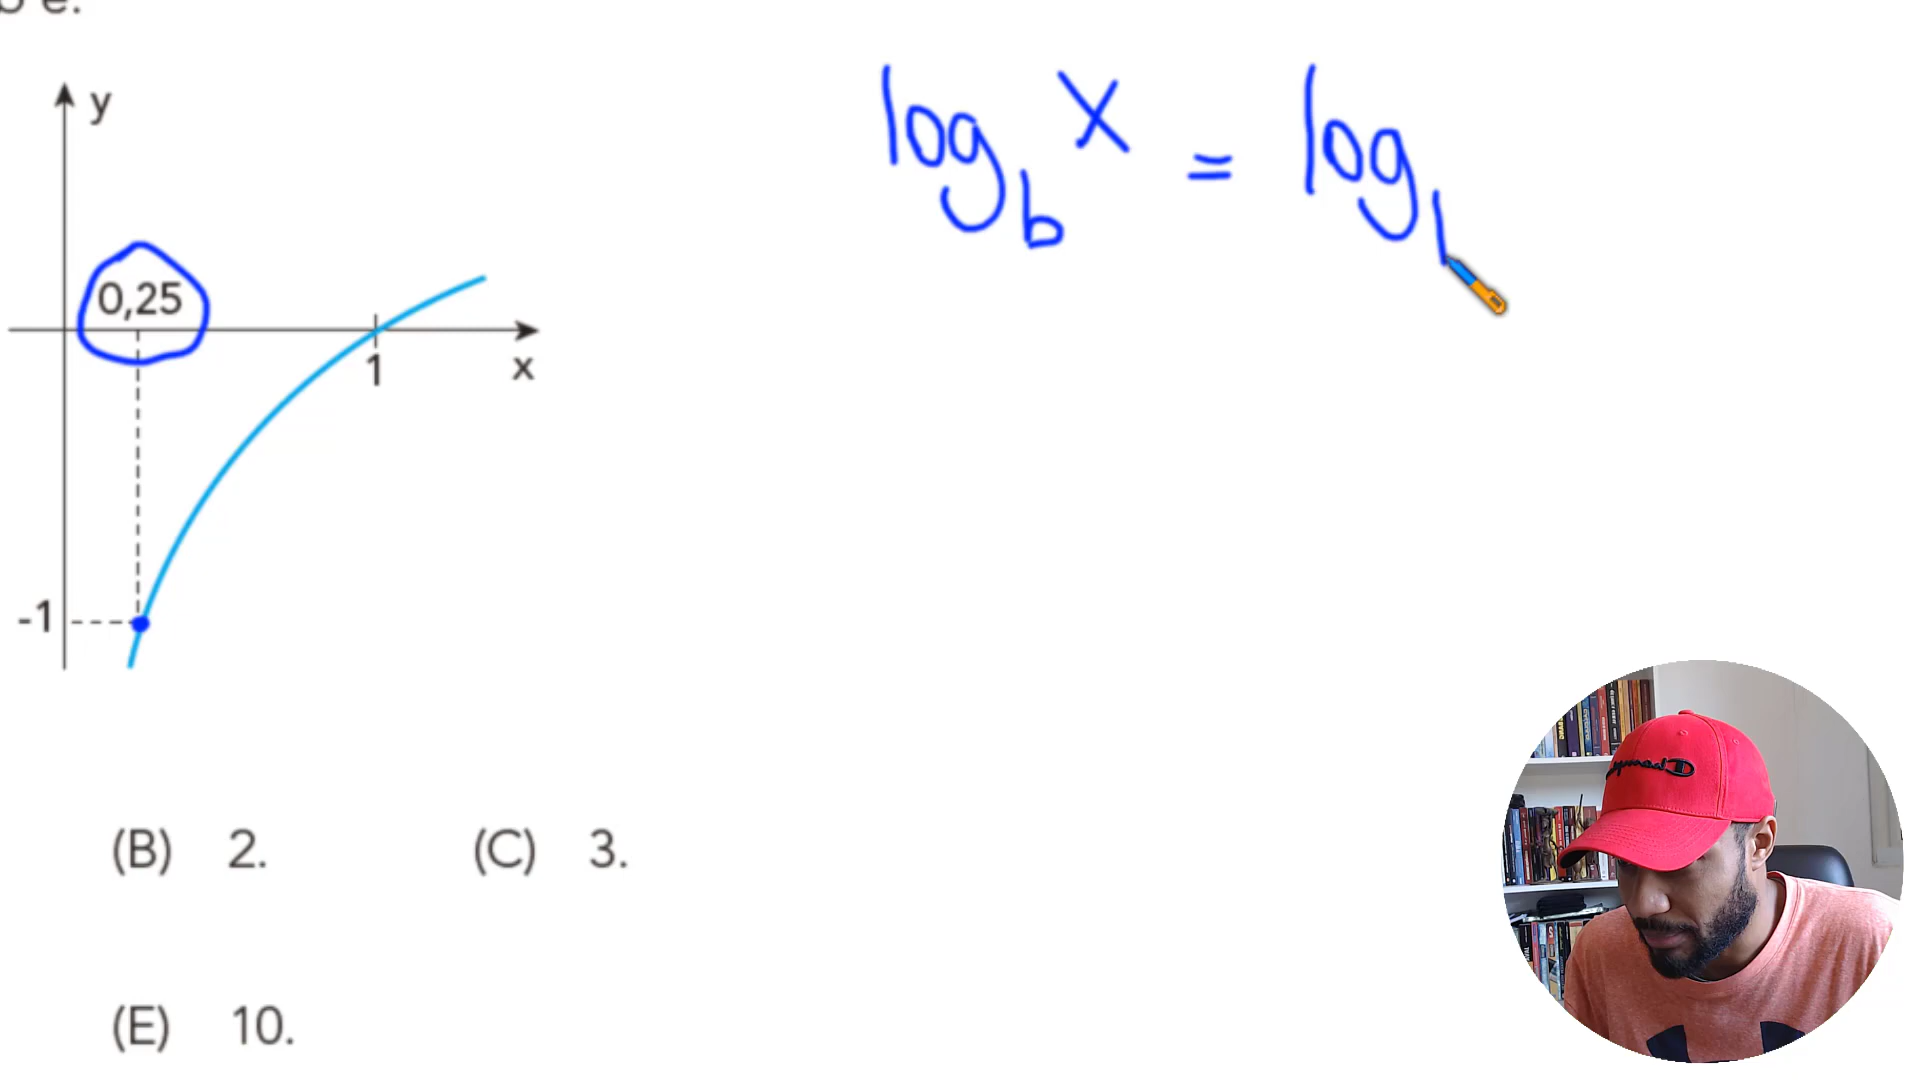 b é:
y
log_b x = log
0,25
1
x
-1
(B) 2. (C) 3.
(E) 10.